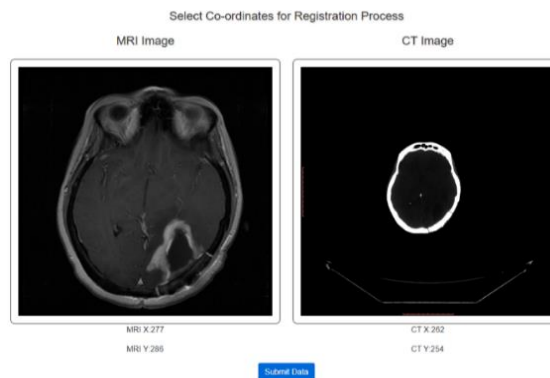 Select Co-ordinates for Registration Process
MRI Image
CT Image
MRI X:277
CT X:262
MRI Y:286
CT Y:254
Submit Data